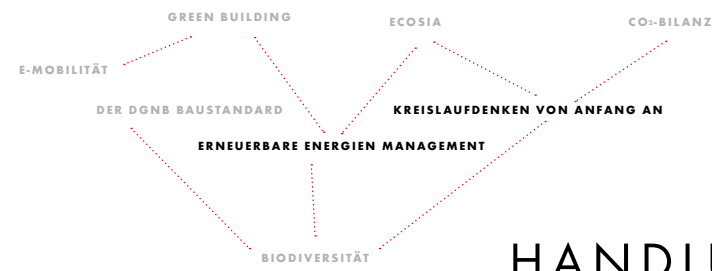 GREEN BUILDING
ECOSIA
CO₂-BILANZ
E-MOBILITÄT
DER DGNB BAUSTANDARD
KREISLAUFDENKEN VON ANFANG AN
ERNEUERBARE ENERGIEN MANAGEMENT
BIODIVERSITÄT